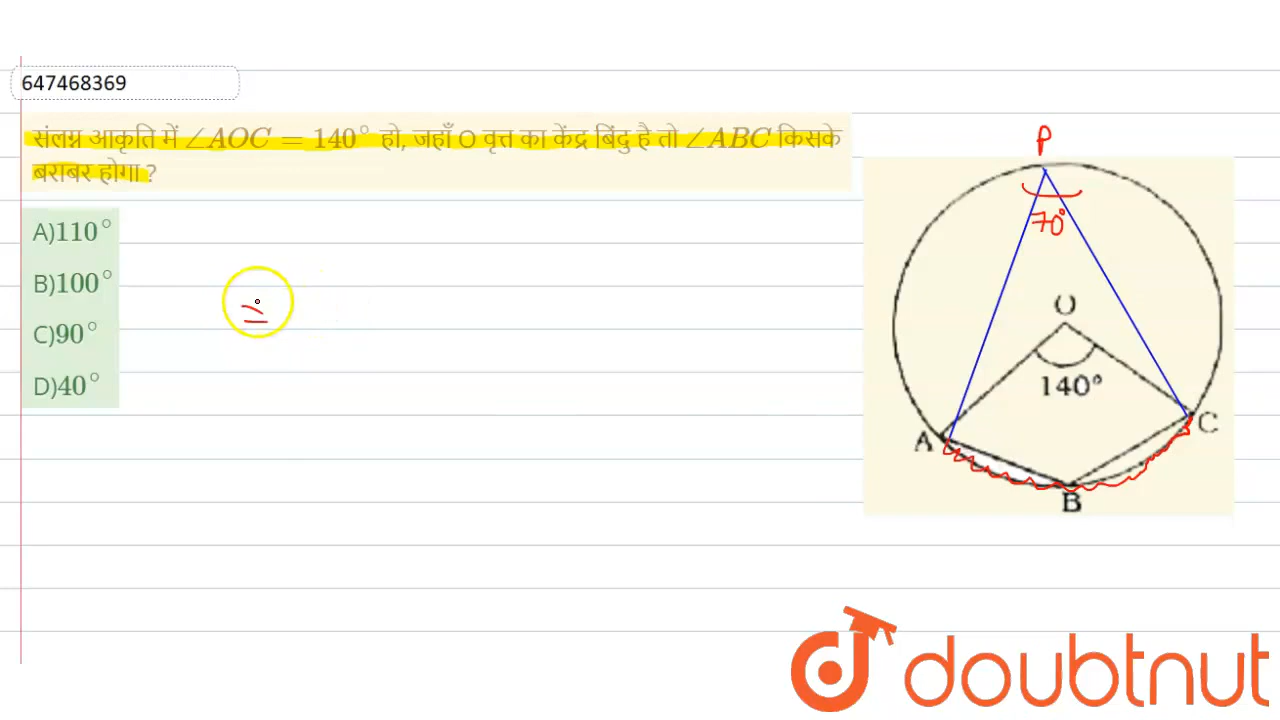 647468369
संलग्न आकृति में ∠AOC = 140° हो, जहाँ O वृत्त का केंद्र बिंदु है तो ∠ABC किसके
बराबर होगा ?
A)110°
B)100°
C)90°
D)40°
P
70°
O
140°
A
C
B
doubtnut